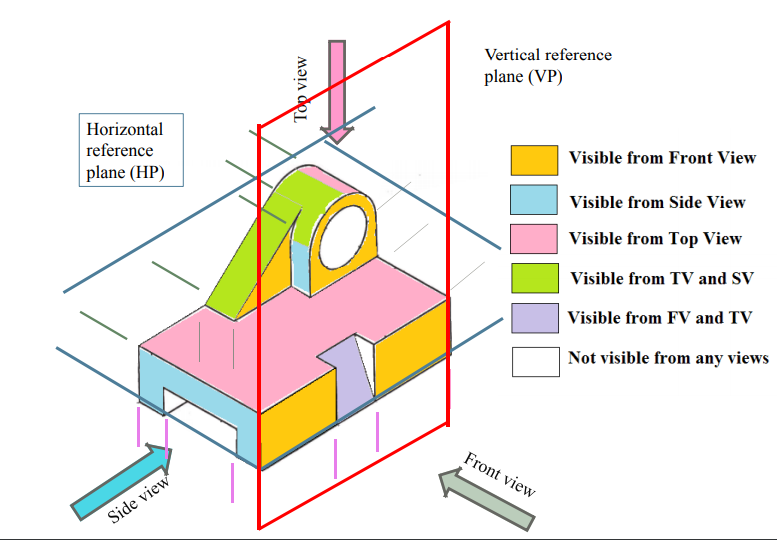 Top view
Vertical reference
plane (VP)
Horizontal
reference
plane (HP)
Visible from Front View
Visible from Side View
Visible from Top View
Visible from TV and SV
Visible from FV and TV
Not visible from any views
Side view
Front view